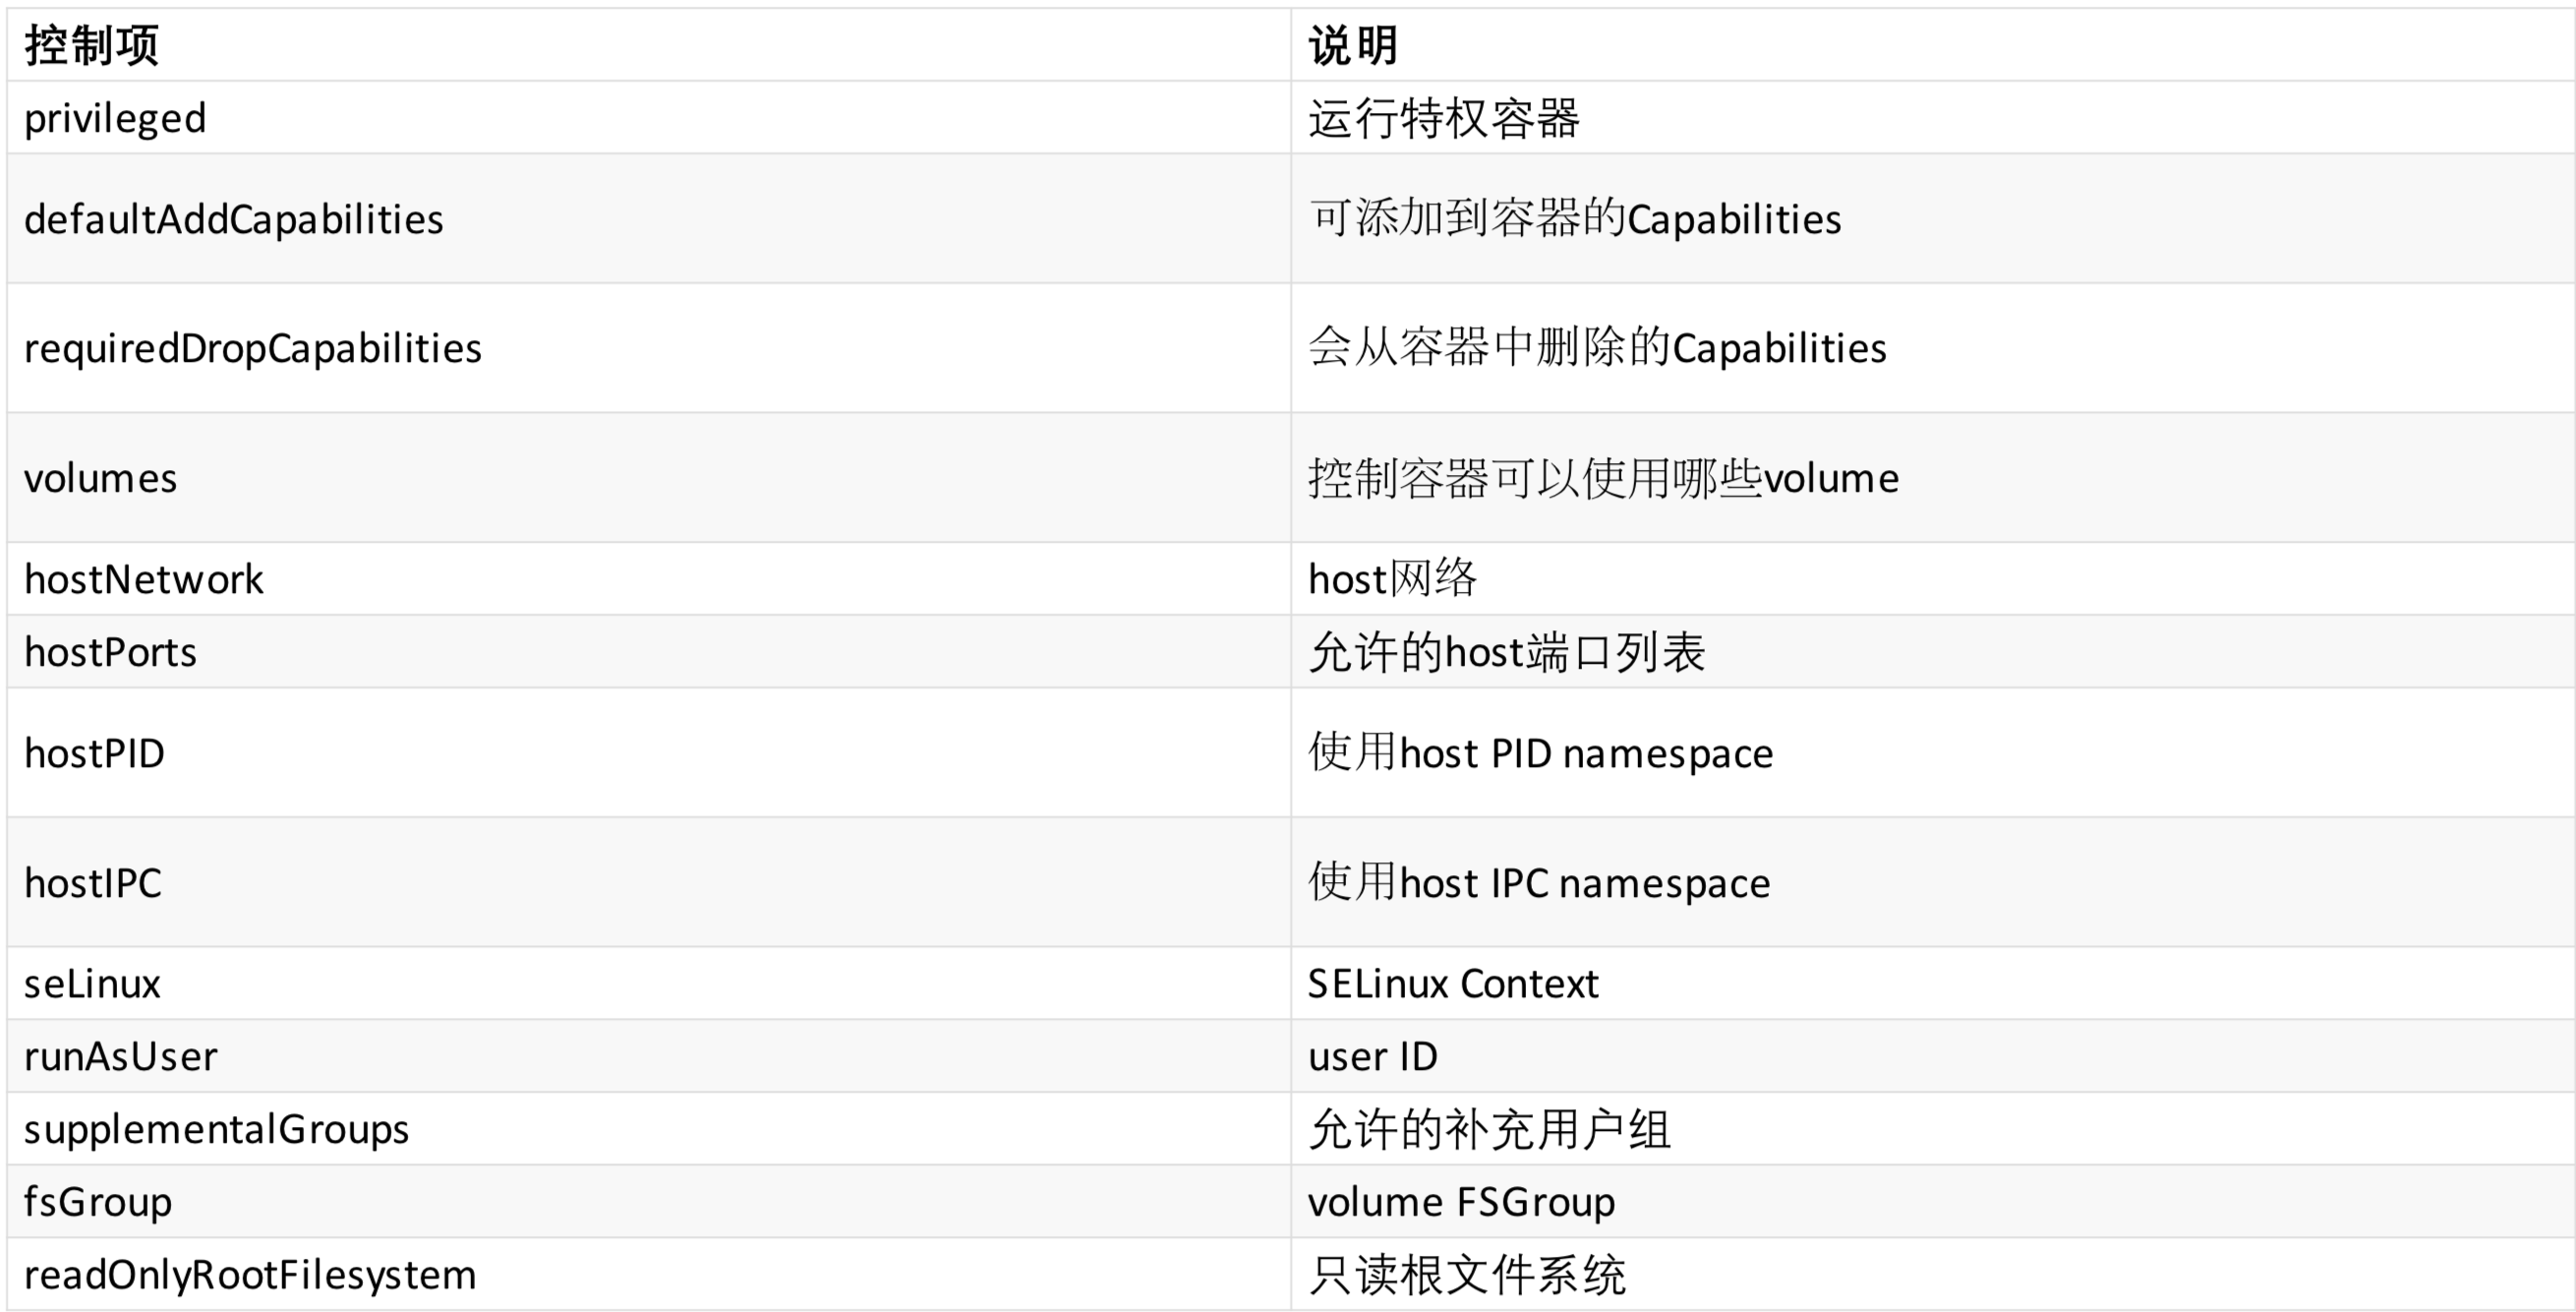 控制项 说明
privileged 运行特权容器
defaultAddCapabilities 可添加到容器的Capabilities
requiredDropCapabilities 会从容器中删除的Capabilities
volumes 控制容器可以使用哪些volume
hostNetwork host网络
hostPorts 允许的host端口列表
hostPID 使用host PID namespace
hostIPC 使用host IPC namespace
seLinux SELinux Context
runAsUser user ID
supplementalGroups 允许的补充用户组
fsGroup volume FSGroup
readOnlyRootFilesystem 只读根文件系统